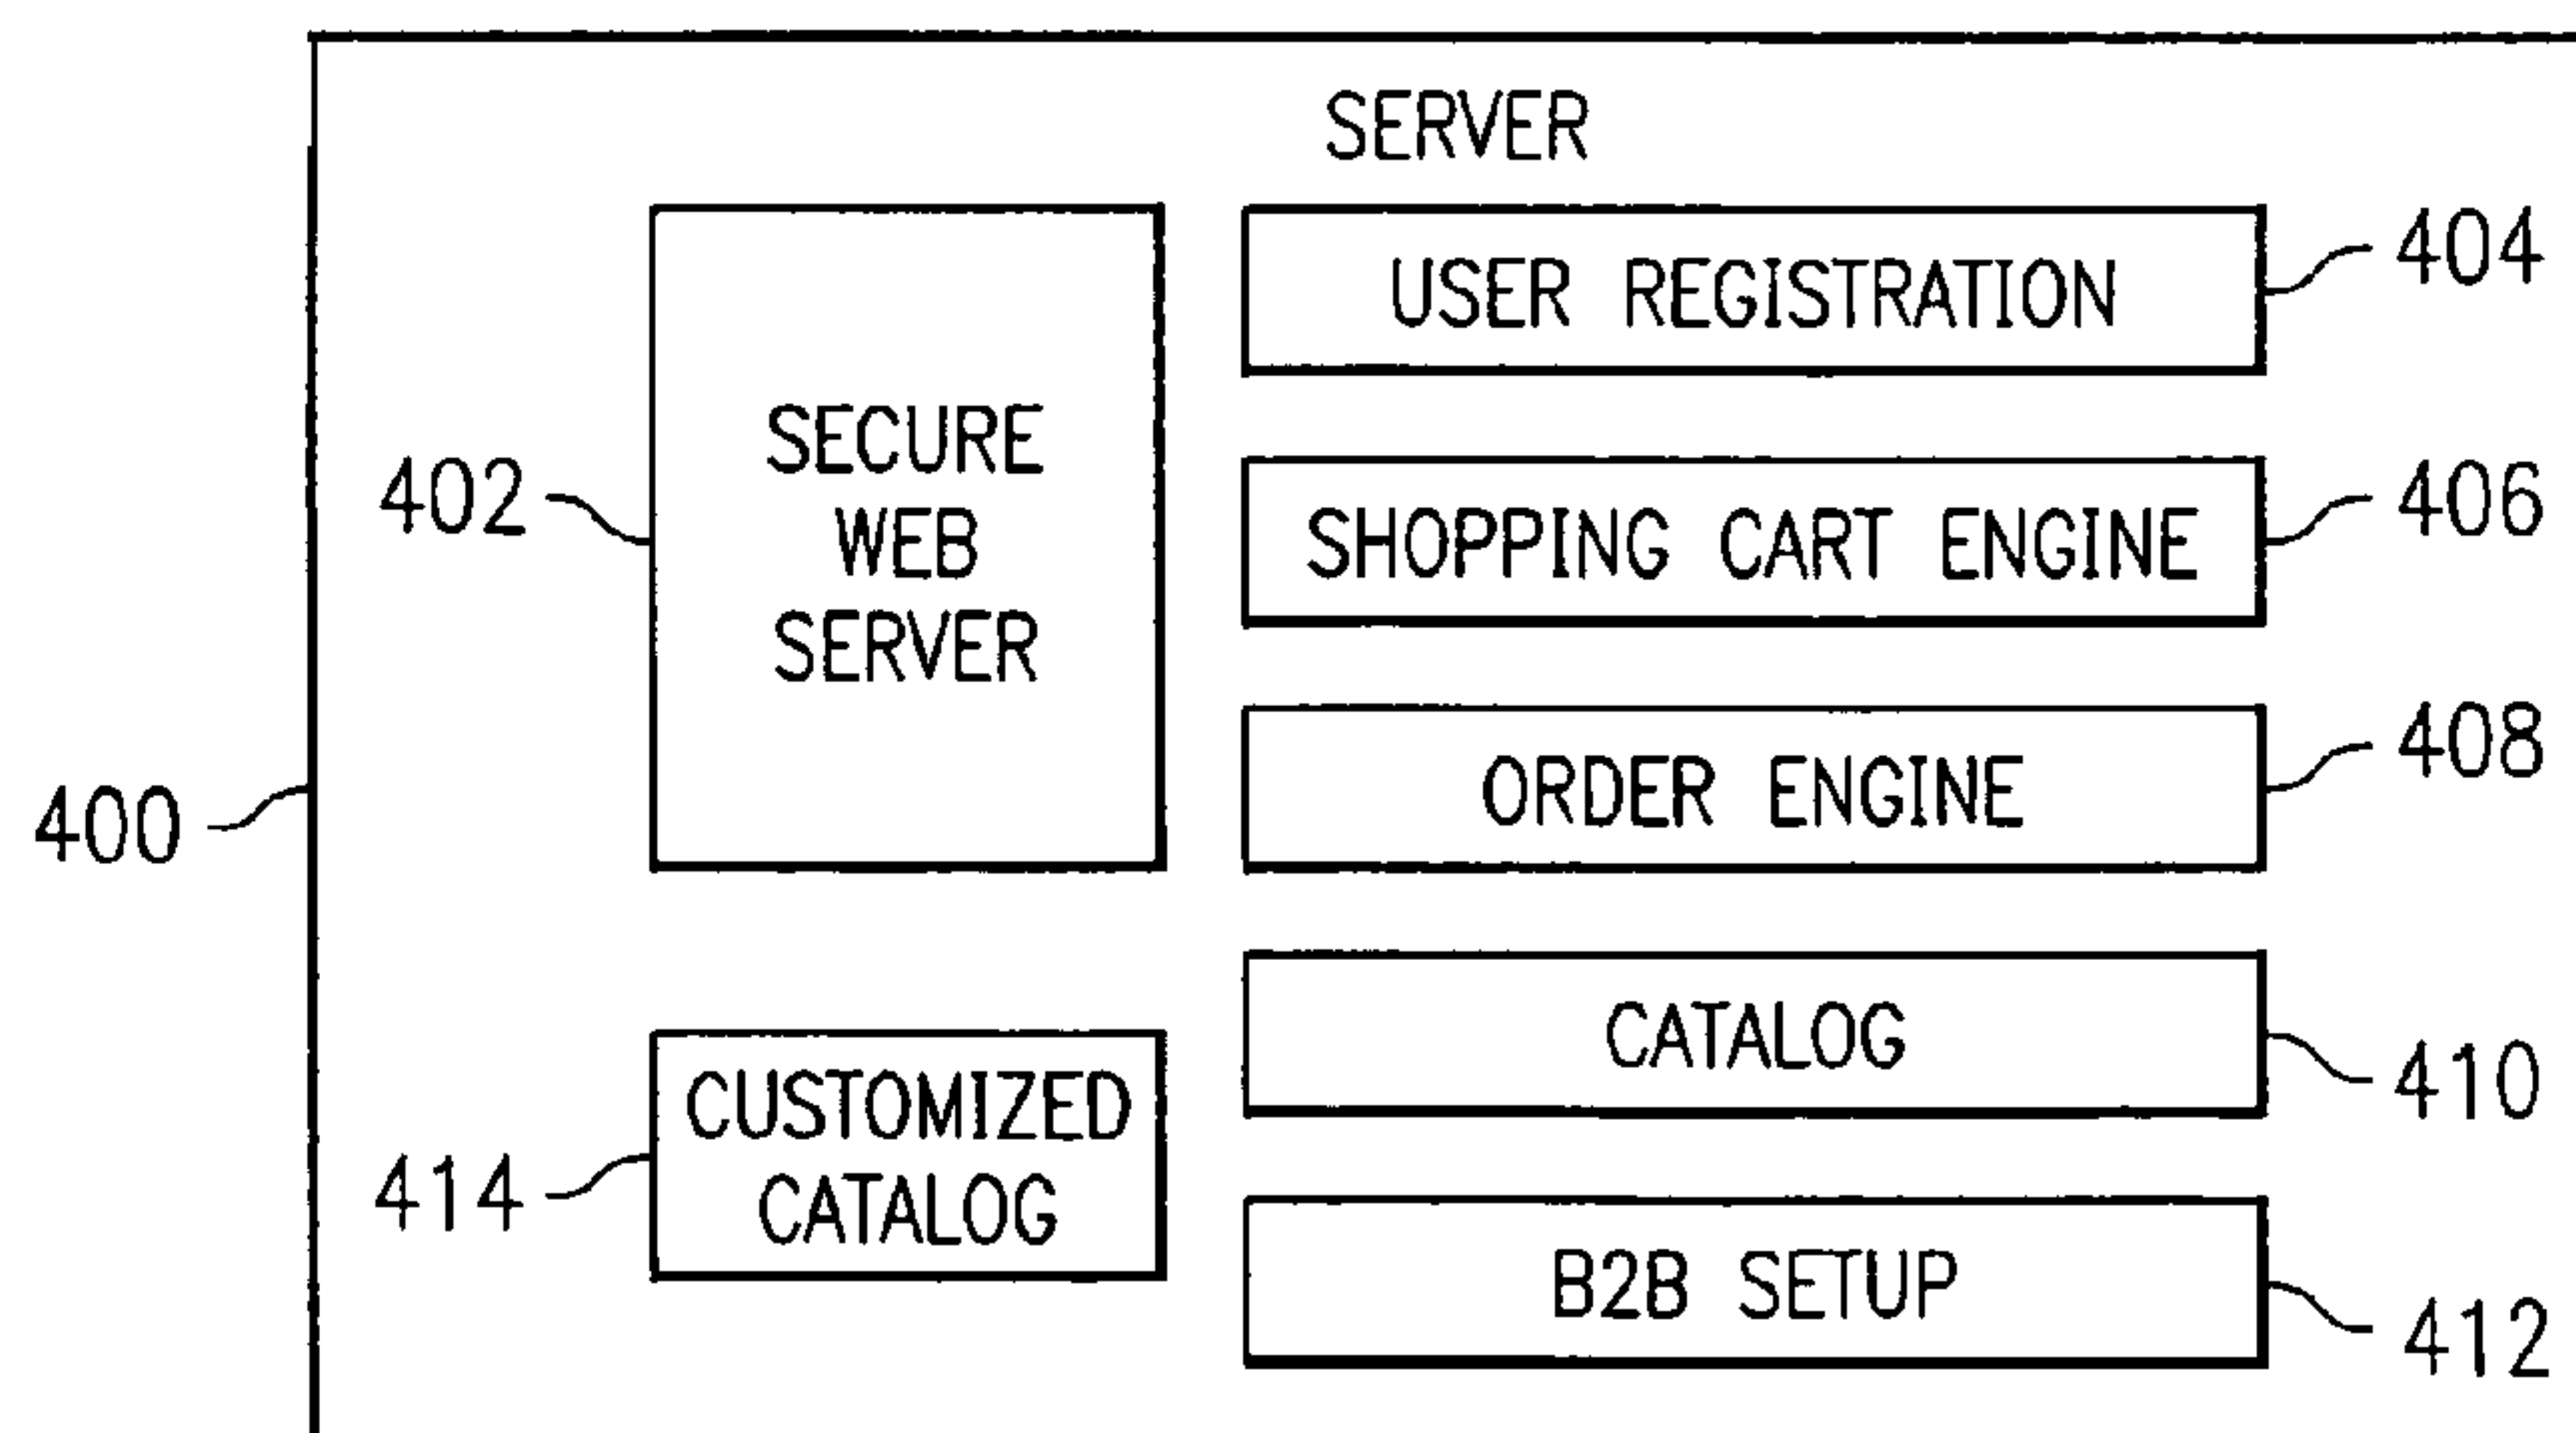 SERVER
402
SECURE
WEB
SERVER
USER REGISTRATION
404
SHOPPING CART ENGINE
406
ORDER ENGINE
408
400
CATALOG
410
414
CUSTOMIZED
CATALOG
B2B SETUP
412